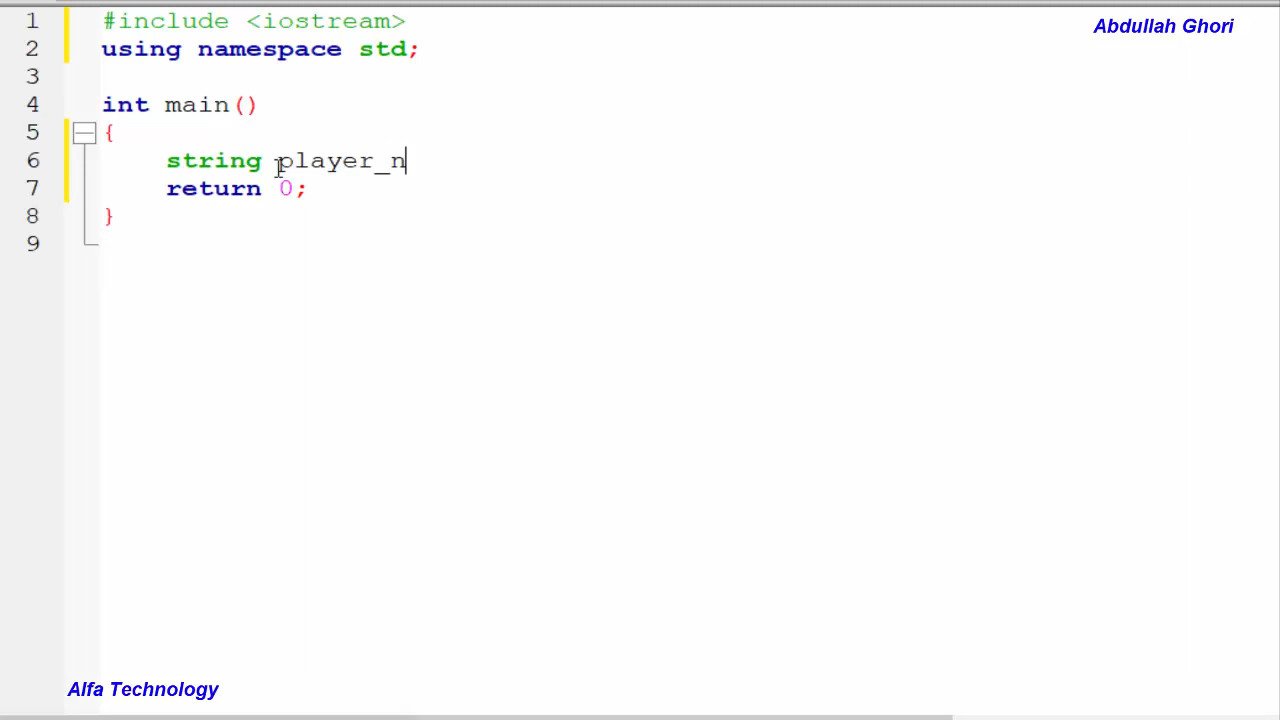 1 #include <iostream>
Abdullah Ghori
2 using namespace std;
3
4 int main()
5 {
6 string player_n
7 return 0;
8 }
9
Alfa Technology